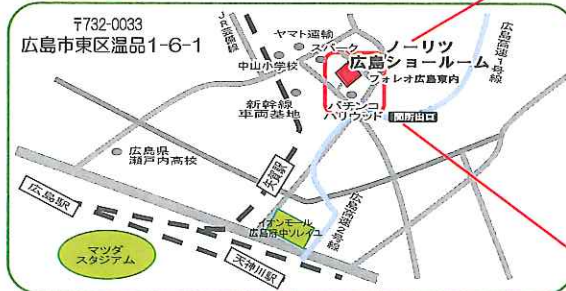 〒732-0033
広島市東区温品1-6-1
JR芸備線
ヤマト運輸
スパーク
中山小学校
ノーリツ
広島ショールーム
フォレオ広島東内
広島高速1号線
新幹線
車両基地
パチンコ
ハリウッド
間所出口
広島県
瀬戸内高校
矢賀駅
広島駅
イオンモール
広島府中ソレイユ
広島高速2号線
マツダ
スタジアム
天神川駅